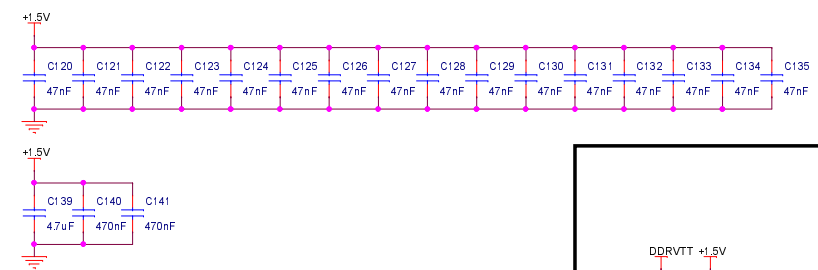 +1.5V
C120 C121 C122 C123 C124 C125 C126 C127 C128 C129 C130 C131 C132 C133 C134 C135
47nF 47nF 47nF 47nF 47nF 47nF 47nF 47nF 47nF 47nF 47nF 47nF 47nF 47nF 47nF 47nF
+1.5V
C139 C140 C141
4.7uF 470nF 470nF
DDRVTT +1.5V